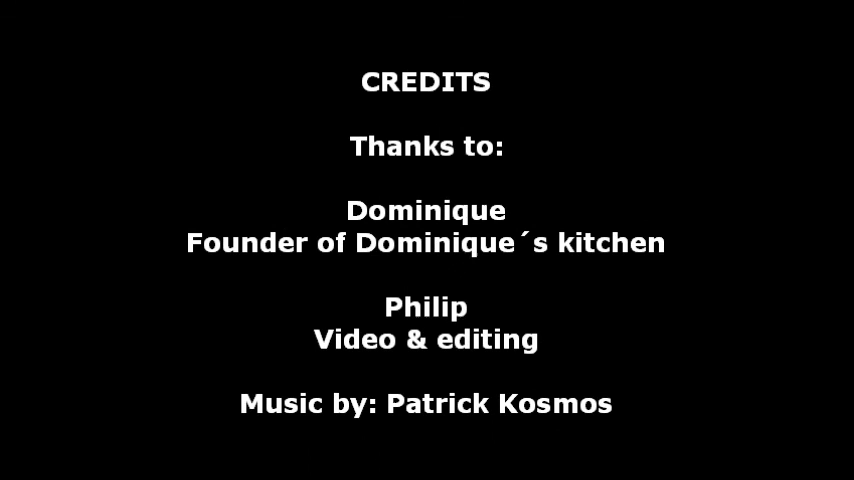 CREDITS
Thanks to:
Dominique
Founder of Dominique´s kitchen
Philip
Video & editing
Music by: Patrick Kosmos